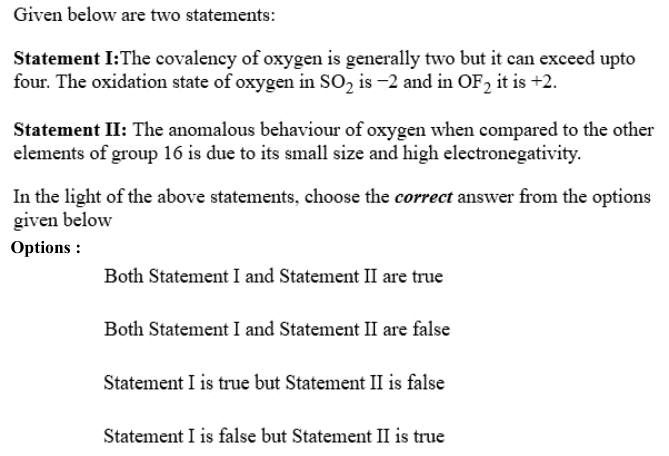 Given below are two statements:
Statement I:The covalency of oxygen is generally two but it can exceed upto
four. The oxidation state of oxygen in SO₂ is −2 and in OF₂ it is +2.
Statement II: The anomalous behaviour of oxygen when compared to the other
elements of group 16 is due to its small size and high electronegativity.
In the light of the above statements, choose the correct answer from the options
given below
Options :
Both Statement I and Statement II are true
Both Statement I and Statement II are false
Statement I is true but Statement II is false
Statement I is false but Statement II is true